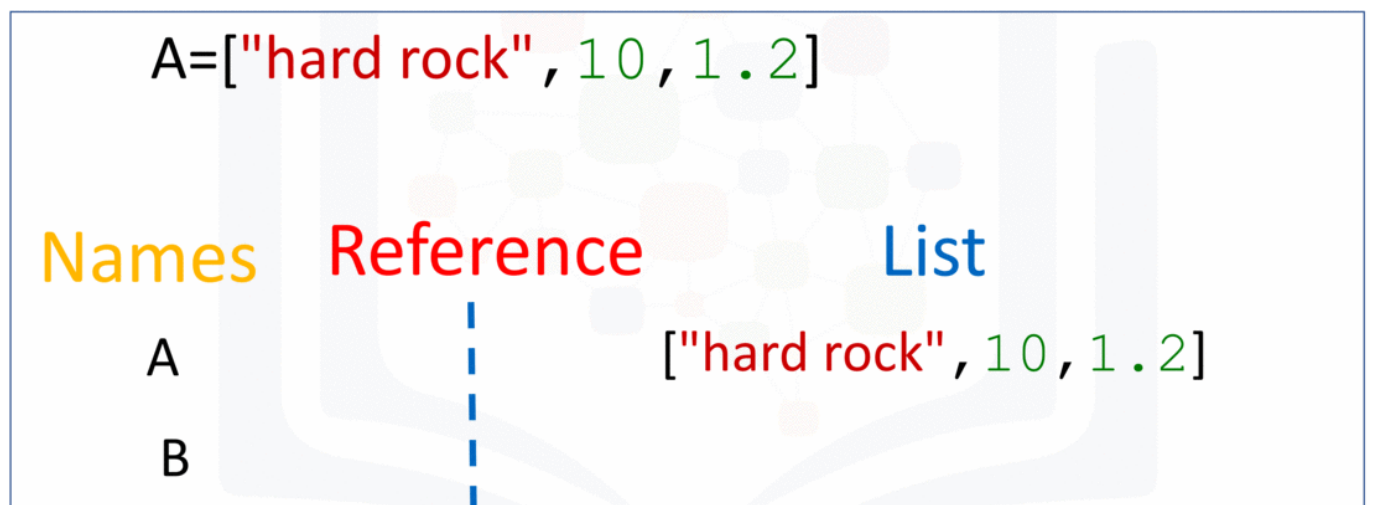 A=["hard rock",10,1.2]
Names Reference List
A ["hard rock",10,1.2]
B